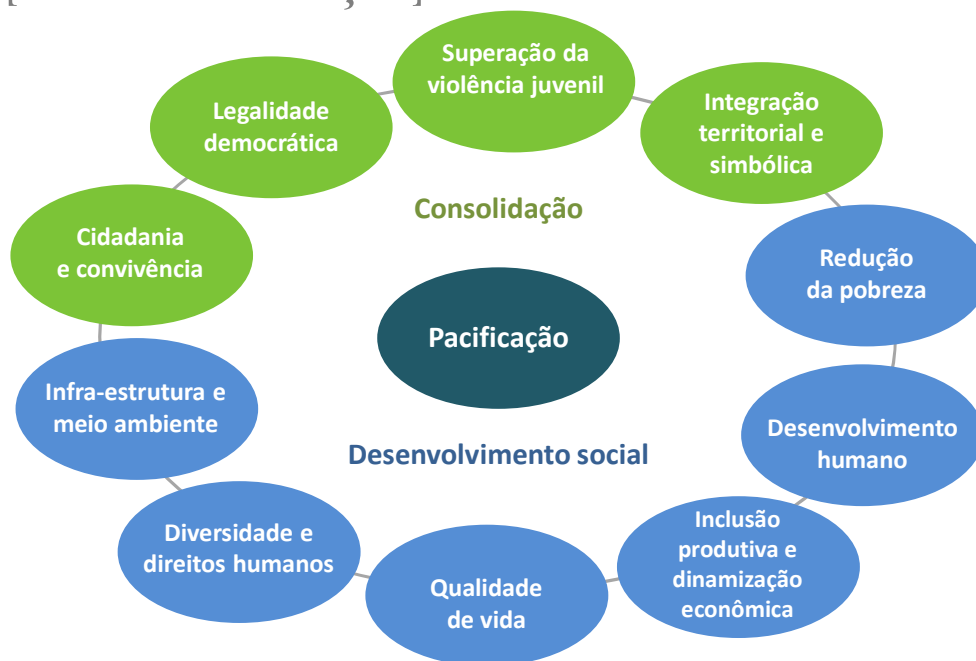 Superação da
violência juvenil
Legalidade
democrática
Integração
territorial e
simbólica
Consolidação
Cidadania
e convivência
Redução
da pobreza
Pacificação
Infra-estrutura e
meio ambiente
Desenvolvimento
humano
Desenvolvimento social
Diversidade e
direitos humanos
Inclusão
produtiva e
dinamização
econômica
Qualidade
de vida